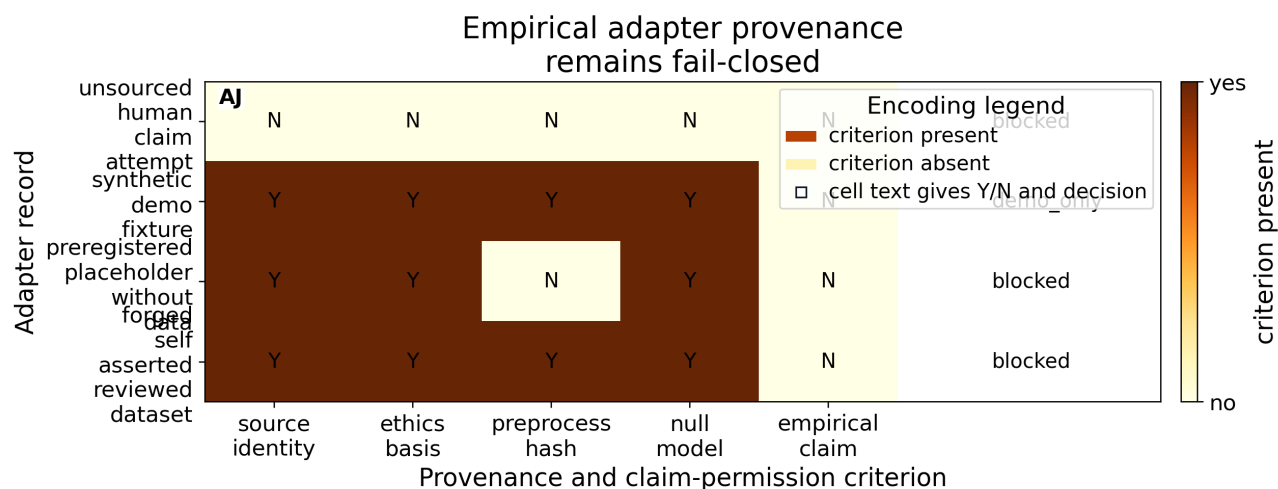 Empirical adapter provenance
remains fail-closed
AJ
Adapter record
unsourced
human
claim
attempt
N N N N N blocked
synthetic
demo
fixture
Y Y Y Y N demo_only
preregistered
placeholder
without
data
Y Y N Y N blocked
forged
self
asserted
reviewed
dataset
Y Y Y Y N blocked
Encoding legend
criterion present
criterion absent
cell text gives Y/N and decision
source
identity
ethics
basis
preprocess
hash
null
model
empirical
claim
Provenance and claim-permission criterion
yes
no
criterion present